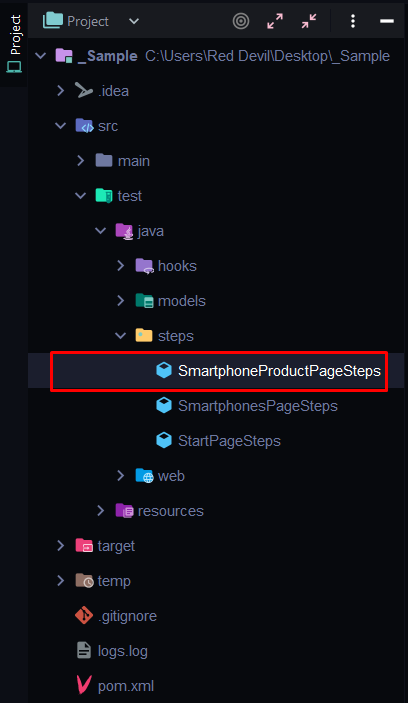 Project
Project
_Sample C:\Users\Red Devil\Desktop\_Sample
.idea
src
main
test
java
hooks
models
steps
SmartphoneProductPageSteps
SmartphonesPageSteps
StartPageSteps
web
resources
target
temp
.gitignore
logs.log
pom.xml